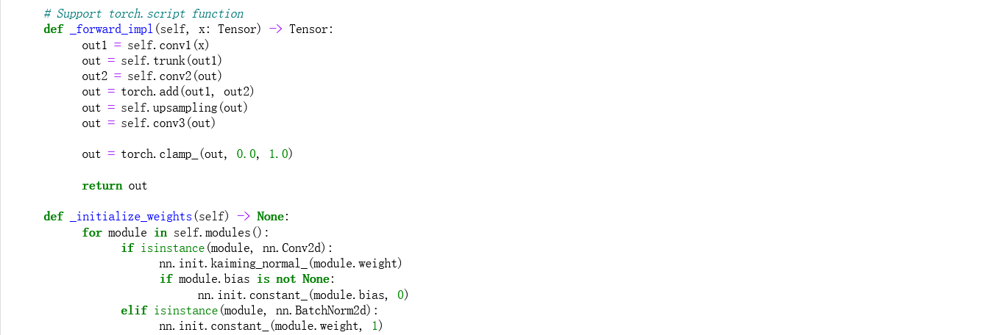 # Support torch.script function
def _forward_impl(self, x: Tensor) -> Tensor:
out1 = self.conv1(x)
out = self.trunk(out1)
out2 = self.conv2(out)
out = torch.add(out1, out2)
out = self.upsampling(out)
out = self.conv3(out)
out = torch.clamp_(out, 0.0, 1.0)
return out
def _initialize_weights(self) -> None:
for module in self.modules():
if isinstance(module, nn.Conv2d):
nn.init.kaiming_normal_(module.weight)
if module.bias is not None:
nn.init.constant_(module.bias, 0)
elif isinstance(module, nn.BatchNorm2d):
nn.init.constant_(module.weight, 1)